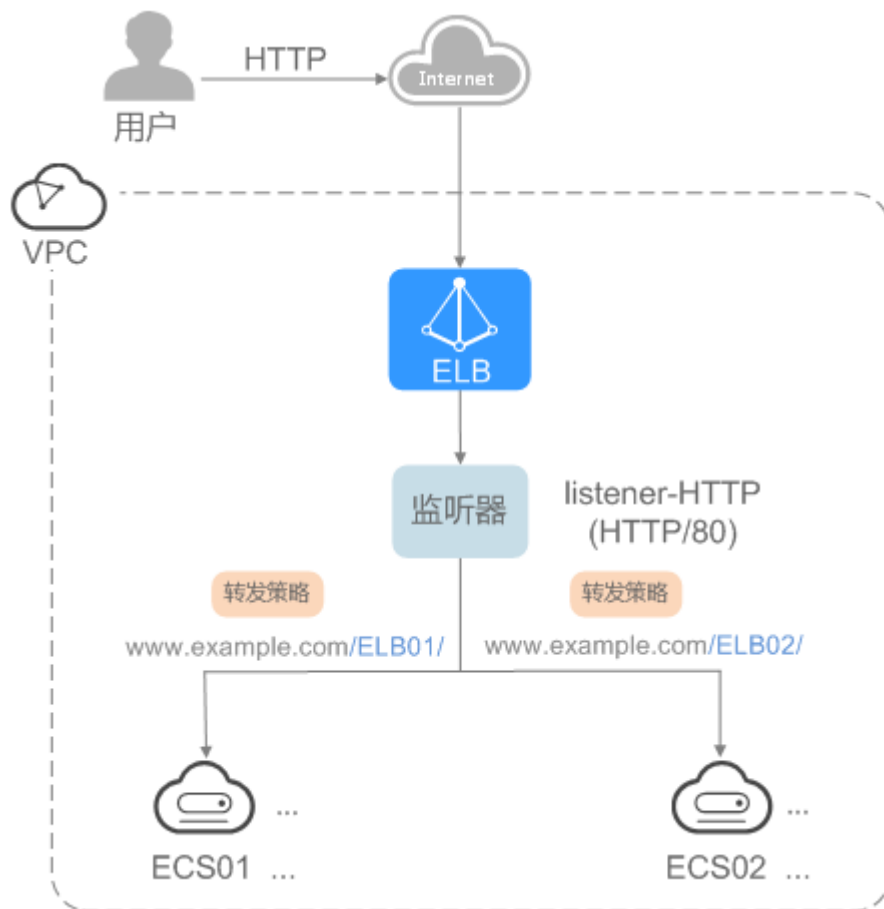 HTTP
Internet
用户
VPC
ELB
监听器
listener-HTTP
(HTTP/80)
转发策略
转发策略
www.example.com/ELB01/
www.example.com/ELB02/
...
...
ECS01 ...
ECS02 ...